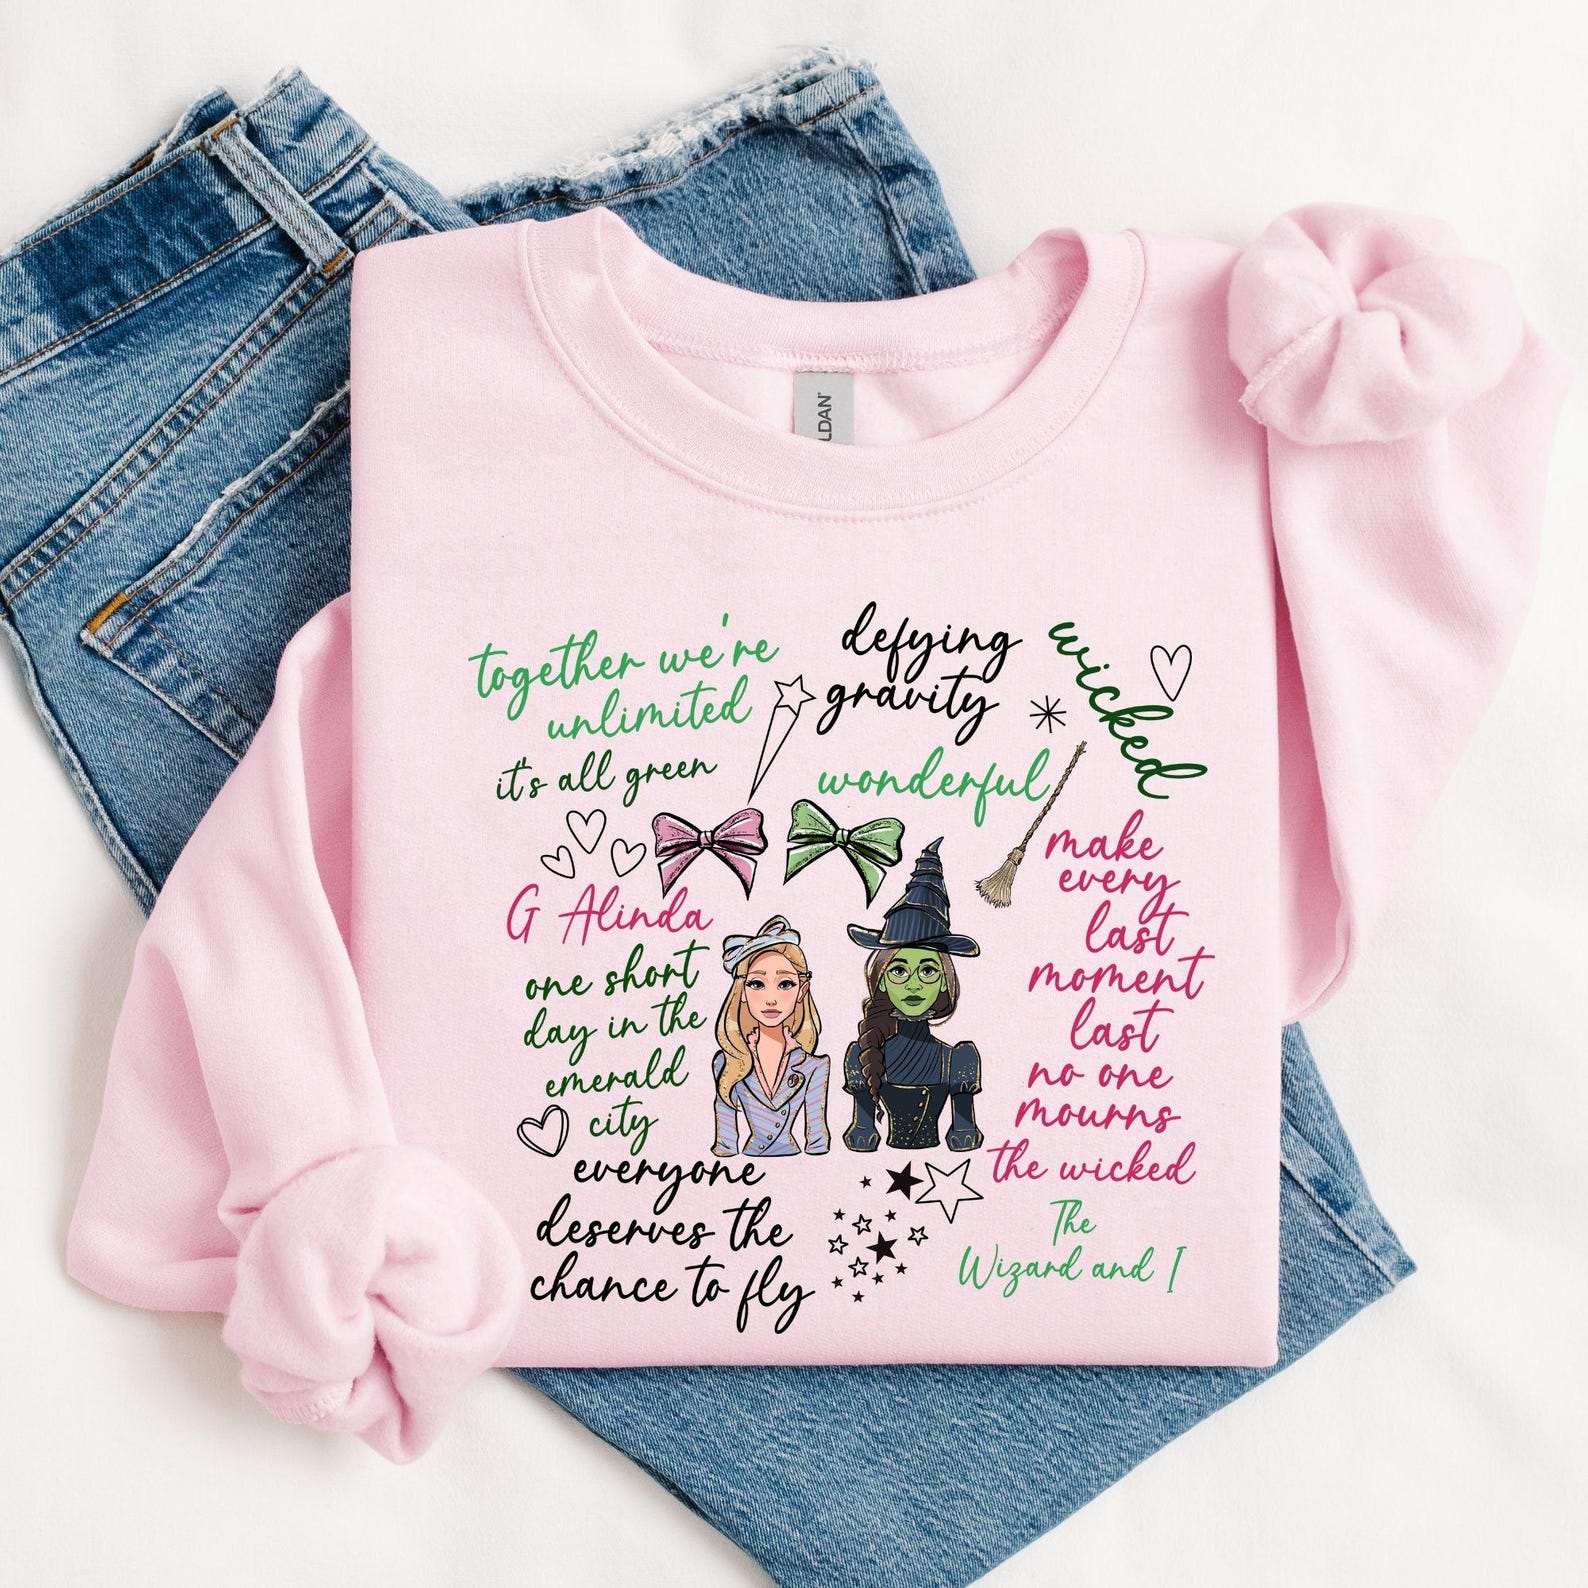 LDAN
together we're
unlimited
it's all green
defying
gravity
wicked
wonderful
G Alinda
one short
day in the
emerald
city
everyone
deserves the
chance to fly
make
every
last
moment
last
no one
mourns
the wicked
The
Wizard and I